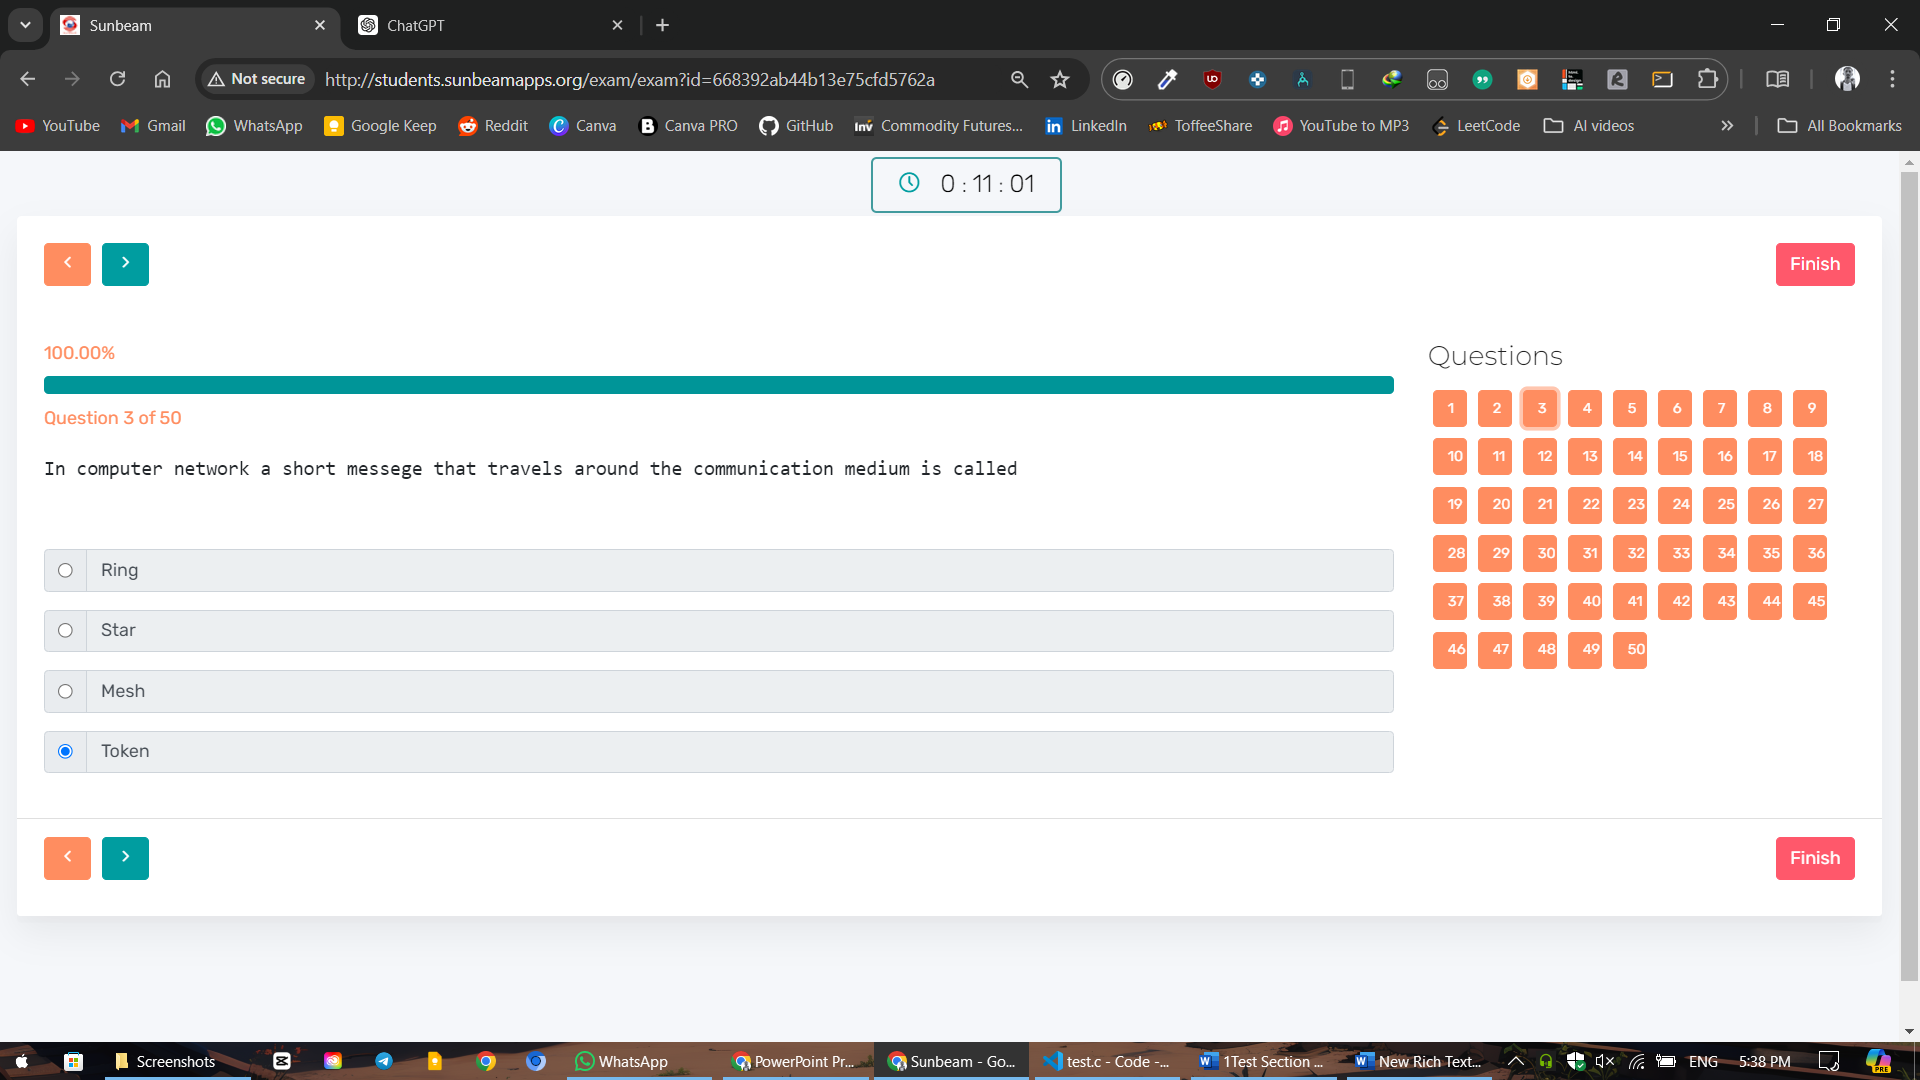 Sunbeam
ChatGPT
Not secure
http://students.sunbeamapps.org/exam/exam?id=668392ab44b13e75cfd5762a
YouTube
Gmail
WhatsApp
Google Keep
Reddit
Canva
Canva PRO
GitHub
Inv Commodity Futures...
LinkedIn
ToffeeShare
YouTube to MP3
LeetCode
AI videos
All Bookmarks
0 : 11 : 01
Finish
100.00%
Question 3 of 50
In computer network a short messege that travels around the communication medium is called
Ring
Star
Mesh
Token
Questions
1 2 3 4 5 6 7 8 9
10 11 12 13 14 15 16 17 18
19 20 21 22 23 24 25 26 27
28 29 30 31 32 33 34 35 36
37 38 39 40 41 42 43 44 45
46 47 48 49 50
Finish
Screenshots
WhatsApp
PowerPoint Pr...
Sunbeam - Go...
test.c - Code -...
1Test Section ...
New Rich Text...
ENG
5:38 PM
PRE